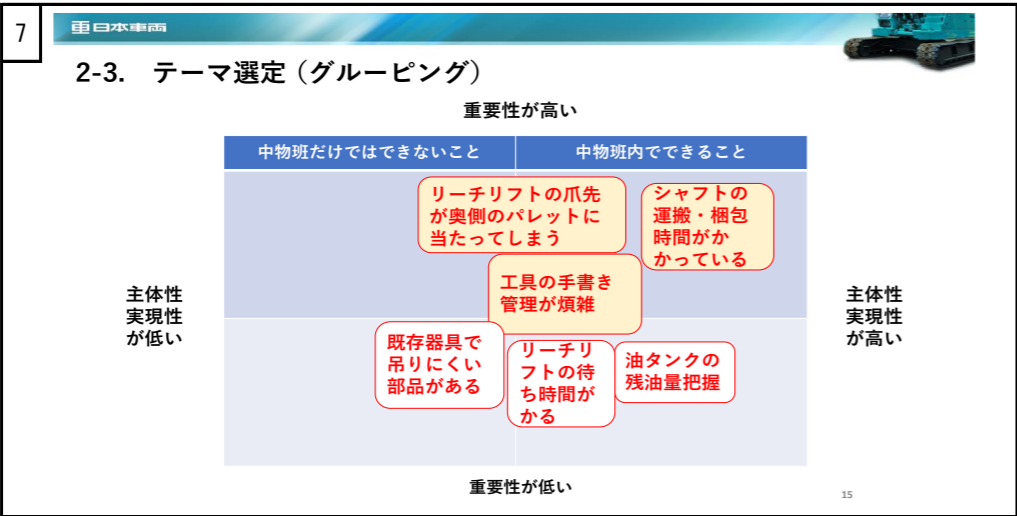 7
日本車両
2-3. テーマ選定（グルーピング）
重要性が高い
中物班だけではできないこと
中物班内でできること
リーチリフトの爪先
が奥側のパレットに
当たってしまう
シャフトの
運搬・梱包
時間がか
かっている
工具の手書き
管理が煩雑
主体性
実現性
が低い
主体性
実現性
が高い
既存器具で
吊りにくい
部品がある
リーチリ
フトの待
ち時間が
かる
油タンクの
残油量把握
重要性が低い
15